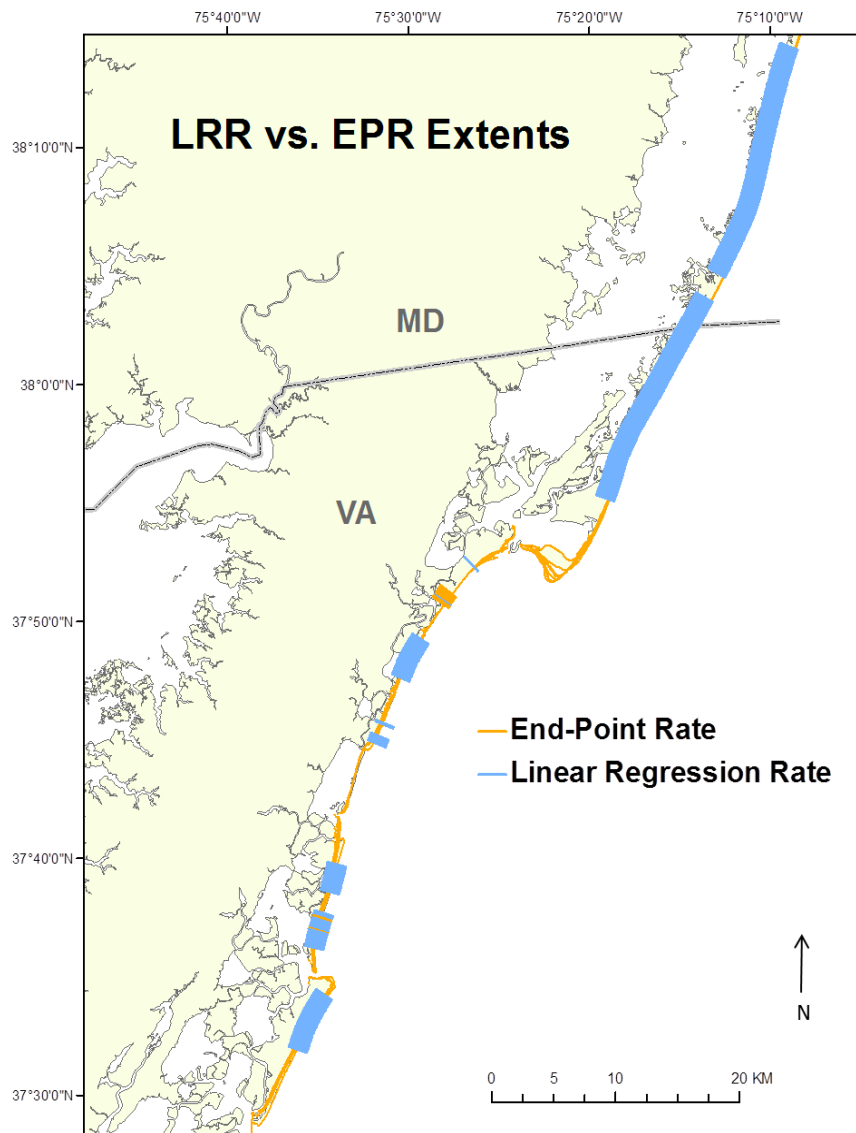 75°40'0"W 75°30'0"W 75°20'0"W 75°10'0"W
LRR vs. EPR Extents
38°10'0"N
MD
38°0'0"N
VA
37°50'0"N
End-Point Rate
Linear Regression Rate
37°40'0"N
N
0 5 10 20 KM
37°30'0"N